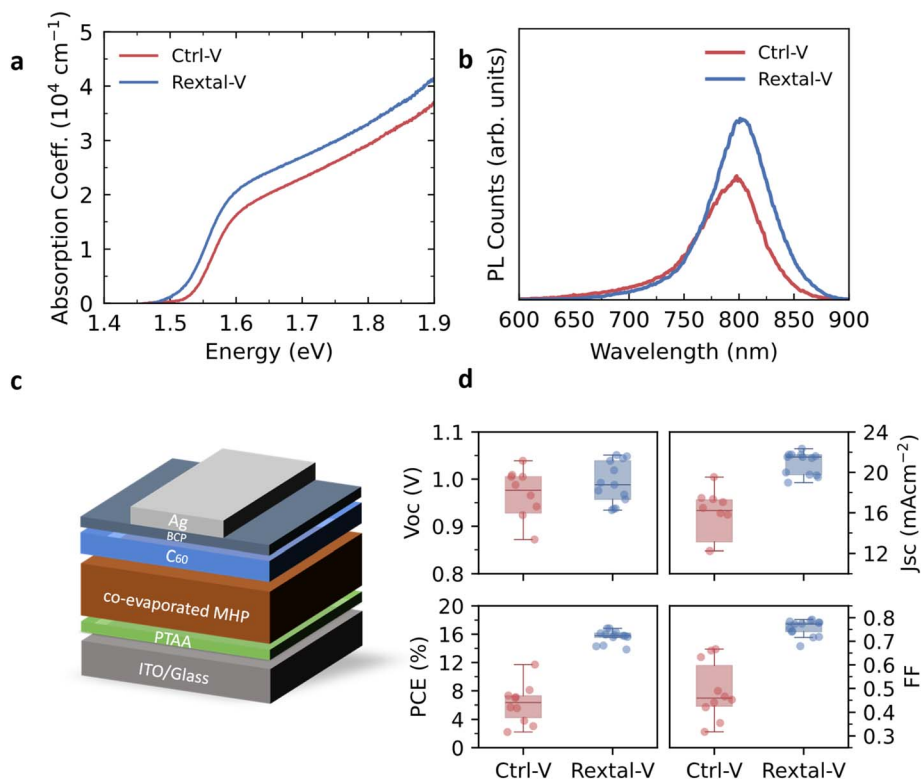 a
5
4
3
2
1
0
Absorption Coeff. (10⁴ cm⁻¹)
Ctrl-V
Rextal-V
1.4 1.5 1.6 1.7 1.8 1.9
Energy (eV)
b
PL Counts (arb. units)
Ctrl-V
Rextal-V
600 650 700 750 800 850 900
Wavelength (nm)
c
Ag
BCP
C₆₀
co-evaporated MHP
PTAA
ITO/Glass
d
1.1
1.0
0.9
0.8
Voc (V)
24
20
16
12
Jsc (mAcm⁻²)
20
16
12
8
4
0
PCE (%)
0.8
0.7
0.6
0.5
0.4
0.3
FF
Ctrl-V Rextal-V Ctrl-V Rextal-V